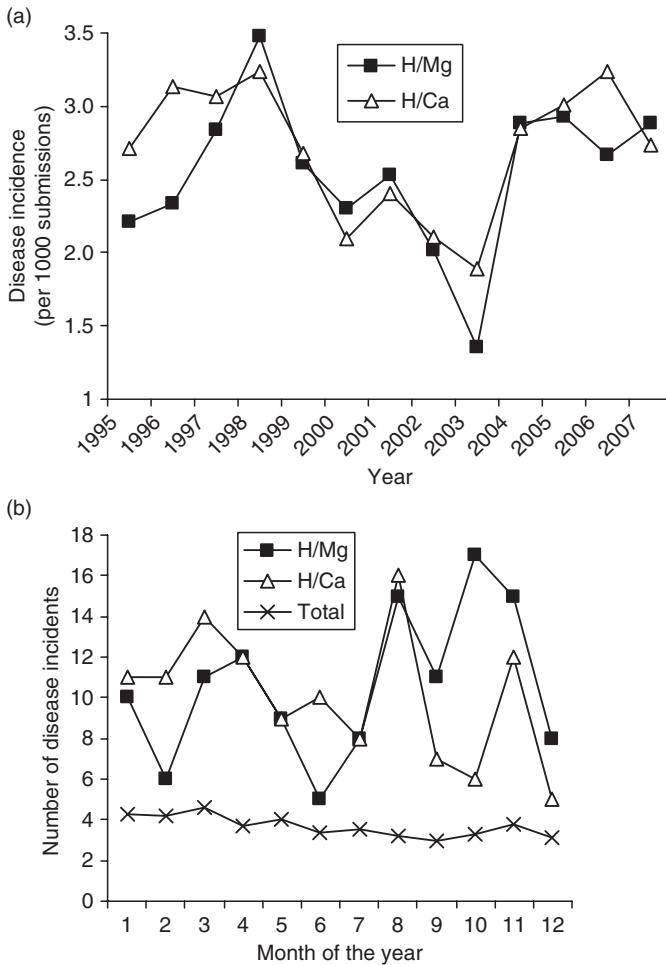 (a)
3.5
3.0
2.5
2.0
1.5
1
Disease incidence
(per 1000 submissions)
H/Mg
H/Ca
1995
1996
1997
1998
1999
2000
2001
2002
2003
2004
2005
2006
2007
Year
(b)
18
16
14
12
10
8
6
4
2
0
Number of disease incidents
H/Mg
H/Ca
Total
1 2 3 4 5 6 7 8 9 10 11 12
Month of the year